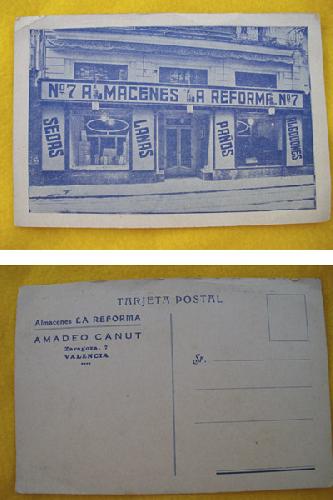 Nº7 ALMACENES LA REFORMA Nº7
SEDAS
LANAS
PAÑOS
ALGODONES
TARJETA POSTAL
Almacenes LA REFORMA
AMADEO CANUT
Zaragoza, 7
VALENCIA
Sr.